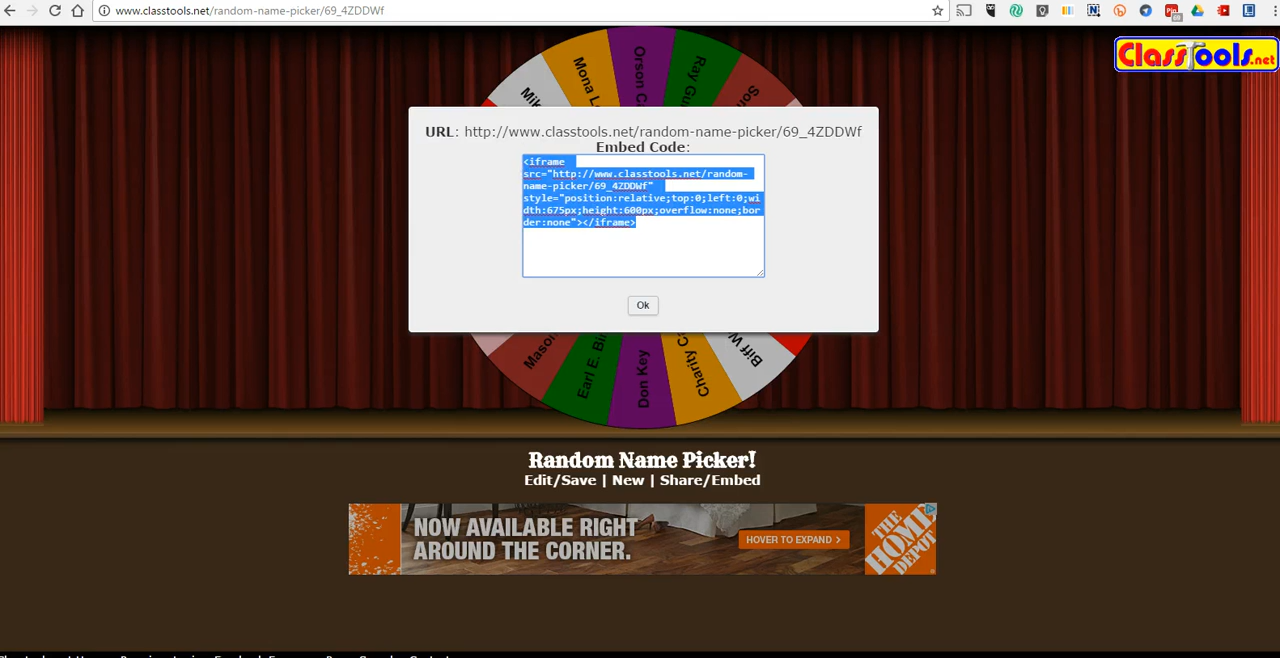 www.classtools.net/random-name-picker/69_4ZDDWf
69
ClassTools.net
Mona L
Orson C
Ray Gu
Mik
Son
URL: http://www.classtools.net/random-name-picker/69_4ZDDWf
Embed Code:
<iframe
src="http://www.classtools.net/random-
name-picker/69_4ZDDWf"
style="position:relative;top:0;left:0;wi
dth:675px;height:600px;overflow:none;bor
der:none"></iframe>
Ok
Mason
Earl E. Bi
Don Key
Charity C
Biff W
Random Name Picker!
Edit/Save | New | Share/Embed
NOW AVAILABLE RIGHT
AROUND THE CORNER.
HOVER TO EXPAND >
THE
HOME
DEPOT